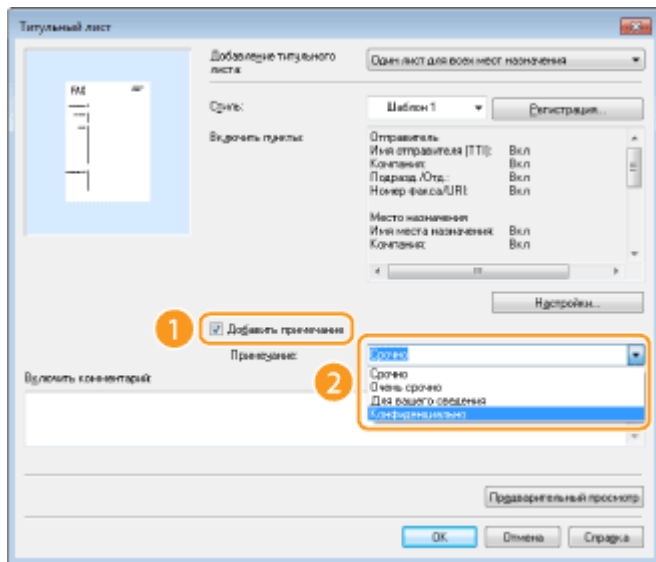 Титульный лист
Добавление титульного листа:
Один лист для всех мест назначения
FAX
Стиль:
Шаблон 1
Регистрация...
Включить пункты:
Отправитель
Имя отправителя (TTI): Вкл
Компания: Вкл
Подразд./Отд.: Вкл
Номер факса/URI: Вкл
Место назначения
Имя места назначения: Вкл
Компания: Вкл
Настройки...
1
Добавить примечание
Примечание:
Срочно
2
Срочно
Очень срочно
Для вашего сведения
Конфиденциально
Включить комментарий:
Предварительный просмотр
OK
Отмена
Справка